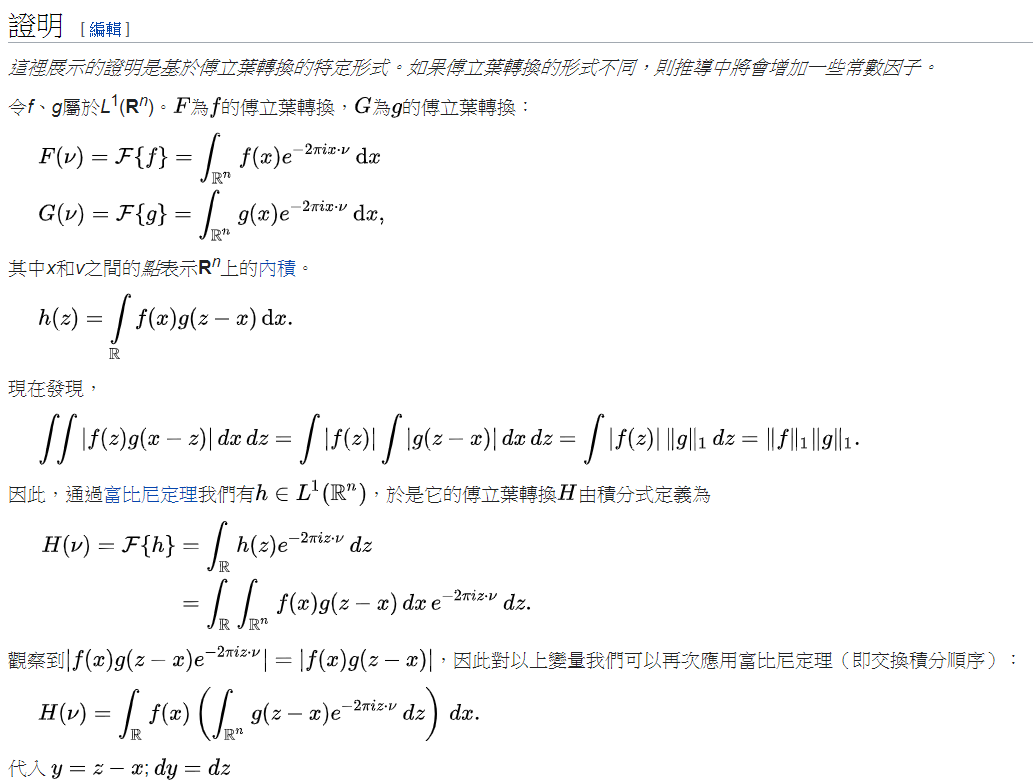 證明 [編輯]
這裡展示的證明是基於傅立葉轉換的特定形式。如果傅立葉轉換的形式不同，則推導中將會增加一些常數因子。
令f、g屬於L¹(Rⁿ)。F為f的傅立葉轉換，G為g的傅立葉轉換：
F(ν) = ℱ{f} = ∫_{ℝⁿ} f(x)e^{−2πix·ν} dx
G(ν) = ℱ{g} = ∫_{ℝⁿ} g(x)e^{−2πix·ν} dx,
其中x和ν之間的點表示Rⁿ上的內積。
h(z) = ∫_{ℝ} f(x)g(z − x) dx.
現在發現，
∬ |f(z)g(x − z)| dx dz = ∫ |f(z)| ∫ |g(z − x)| dx dz = ∫ |f(z)| ‖g‖₁ dz = ‖f‖₁‖g‖₁.
因此，通過富比尼定理我們有h ∈ L¹(ℝⁿ)，於是它的傅立葉轉換H由積分式定義為
H(ν) = ℱ{h} = ∫_{ℝ} h(z)e^{−2πiz·ν} dz
= ∫_{ℝ} ∫_{ℝⁿ} f(x)g(z − x) dx e^{−2πiz·ν} dz.
觀察到|f(x)g(z − x)e^{−2πiz·ν}| = |f(x)g(z − x)|，因此對以上變量我們可以再次應用富比尼定理（即交換積分順序）：
H(ν) = ∫_{ℝ} f(x) (∫_{ℝⁿ} g(z − x)e^{−2πiz·ν} dz) dx.
代入 y = z − x; dy = dz